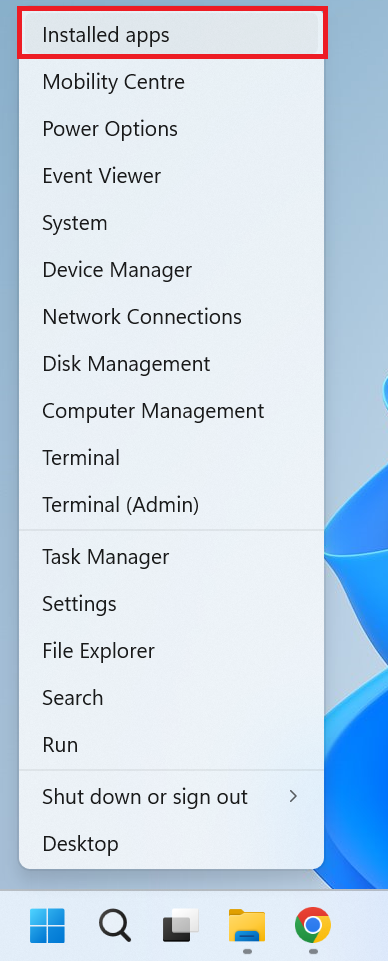 Installed apps
Mobility Centre
Power Options
Event Viewer
System
Device Manager
Network Connections
Disk Management
Computer Management
Terminal
Terminal (Admin)
Task Manager
Settings
File Explorer
Search
Run
Shut down or sign out
Desktop